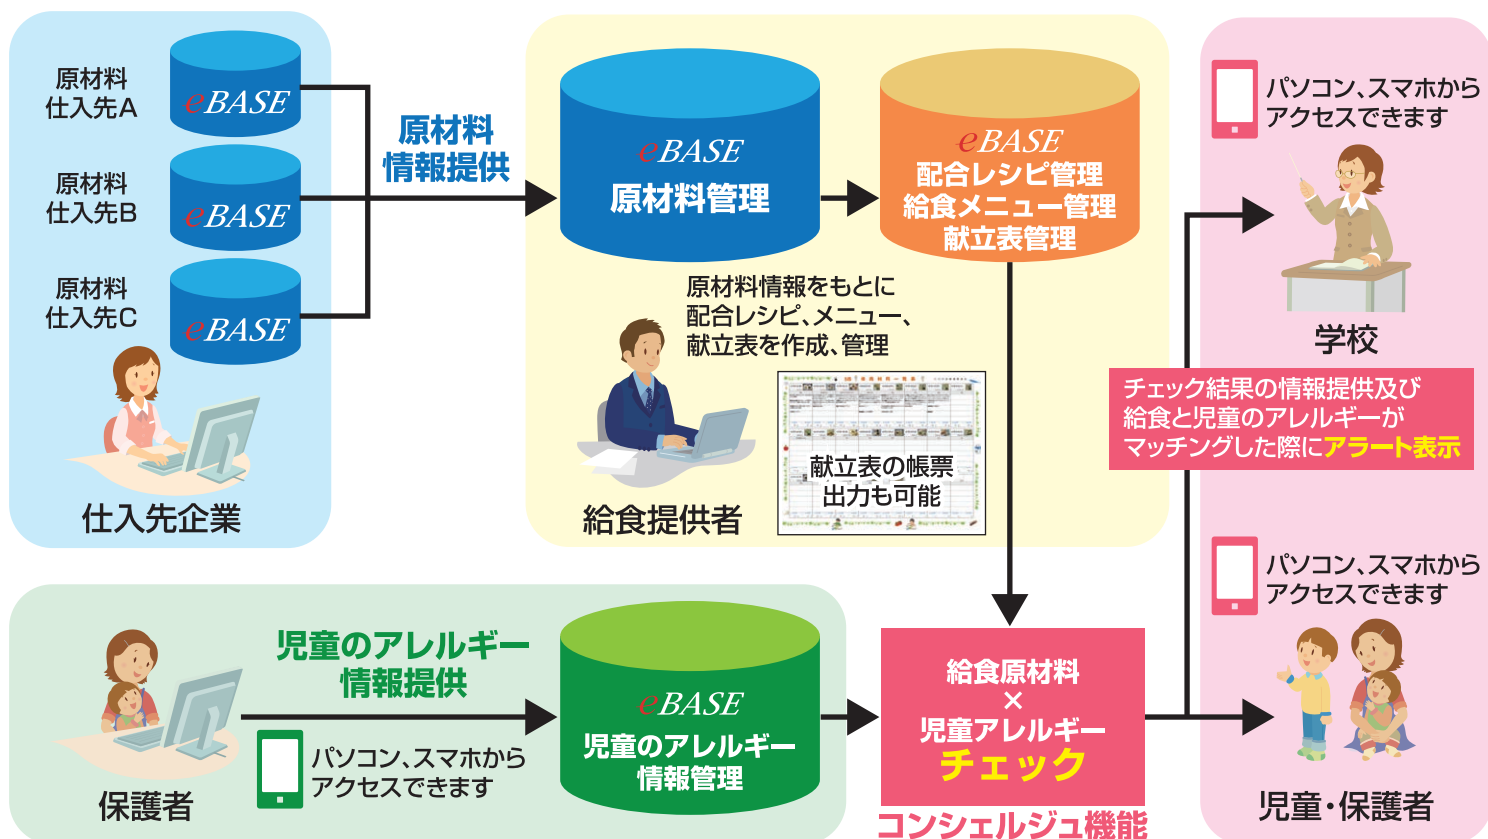 原材料
仕入先A
eBASE
原材料
仕入先B
eBASE
原材料
仕入先C
eBASE
仕入先企業
原材料
情報提供
eBASE
原材料管理
eBASE
配合レシピ管理
給食メニュー管理
献立表管理
原材料情報をもとに
配合レシピ、メニュー、
献立表を作成、管理
給食提供者
献立表の帳票
出力も可能
パソコン、スマホから
アクセスできます
学校
チェック結果の情報提供及び
給食と児童のアレルギーが
マッチングした際にアラート表示
パソコン、スマホから
アクセスできます
児童・保護者
保護者
児童のアレルギー
情報提供
パソコン、スマホから
アクセスできます
eBASE
児童のアレルギー
情報管理
給食原材料
×
児童アレルギー
チェック
コンシェルジュ機能